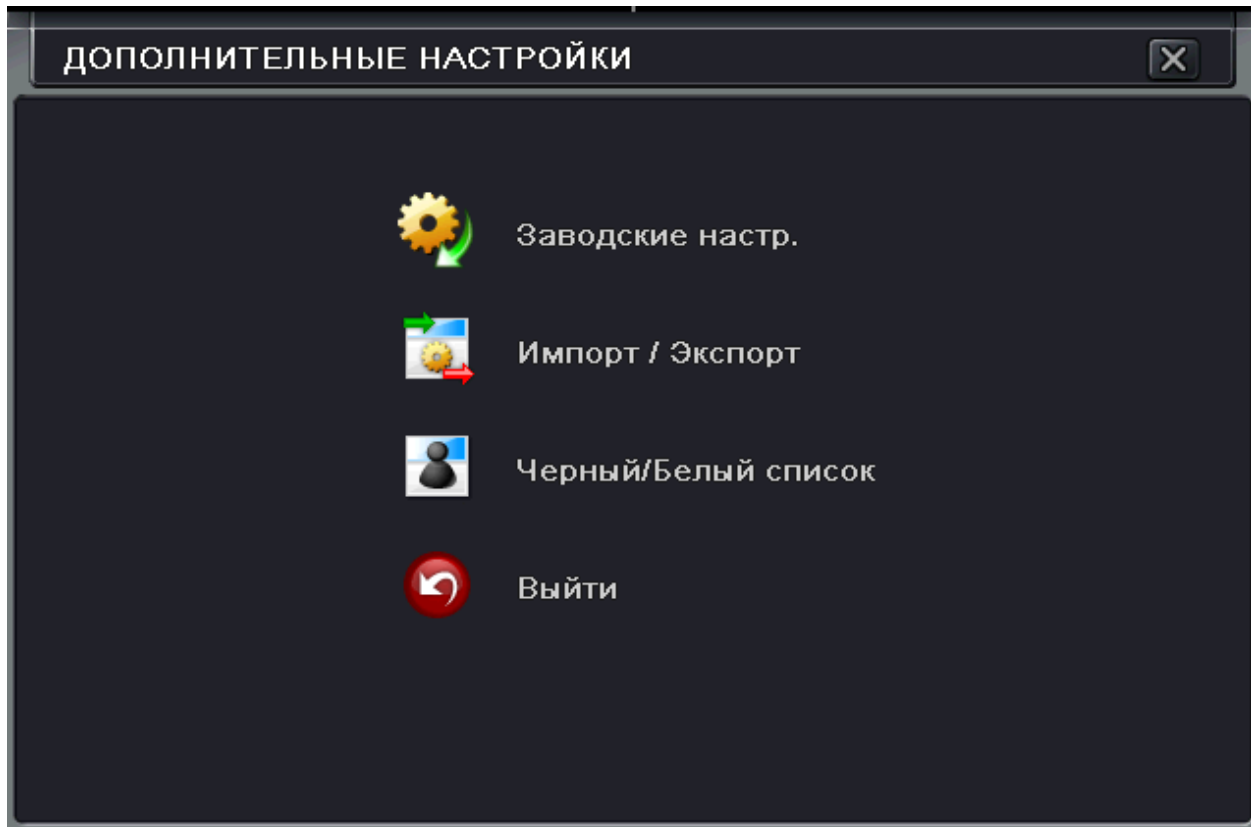 ДОПОЛНИТЕЛЬНЫЕ НАСТРОЙКИ
Заводские настр.
Импорт / Экспорт
Черный/Белый список
Выйти